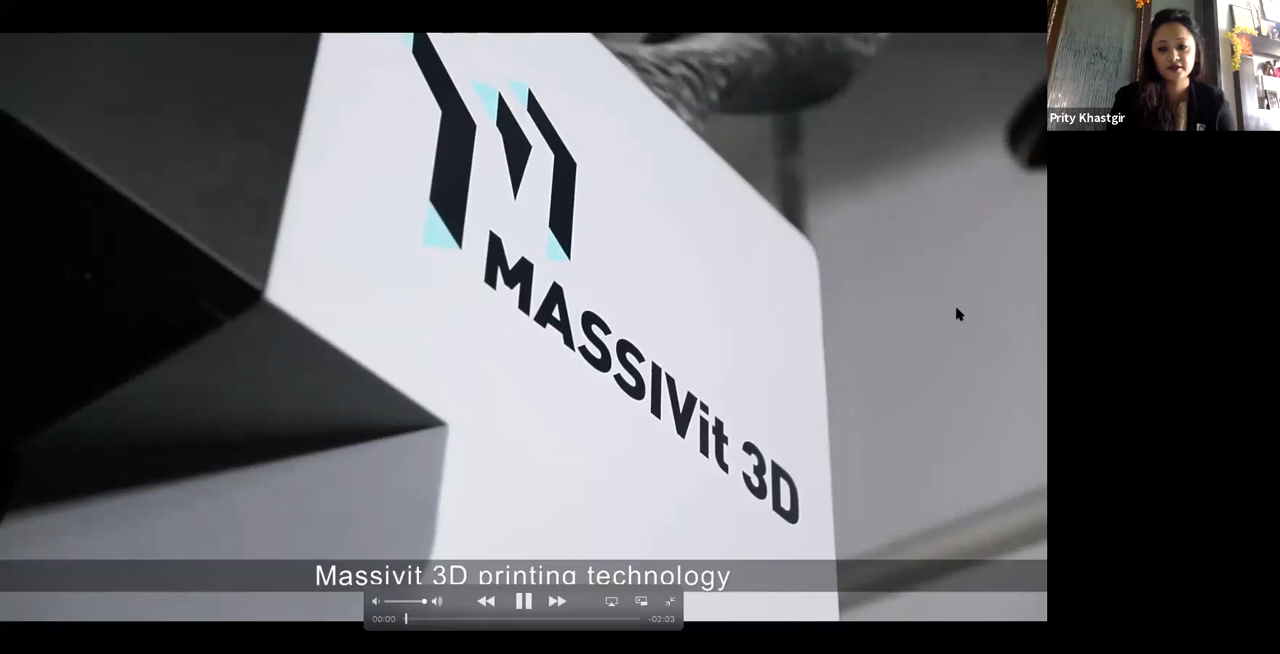 Prity Khastgir
MASSIVit 3D
Massivit 3D printing technology
00:00
-02:03